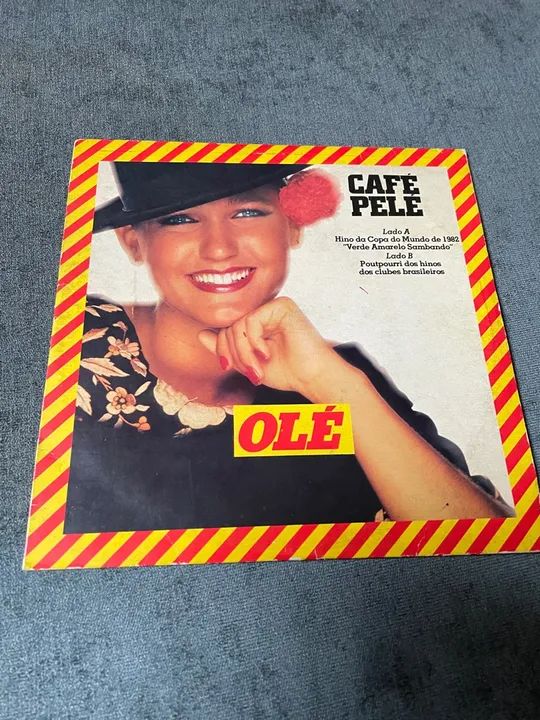 CAFÉ
PELÉ
Lado A
Hino da Copa do Mundo de 1982
"Verde Amarelo Sambando"
Lado B
Poutpourri dos hinos
dos clubes brasileiros
OLÉ